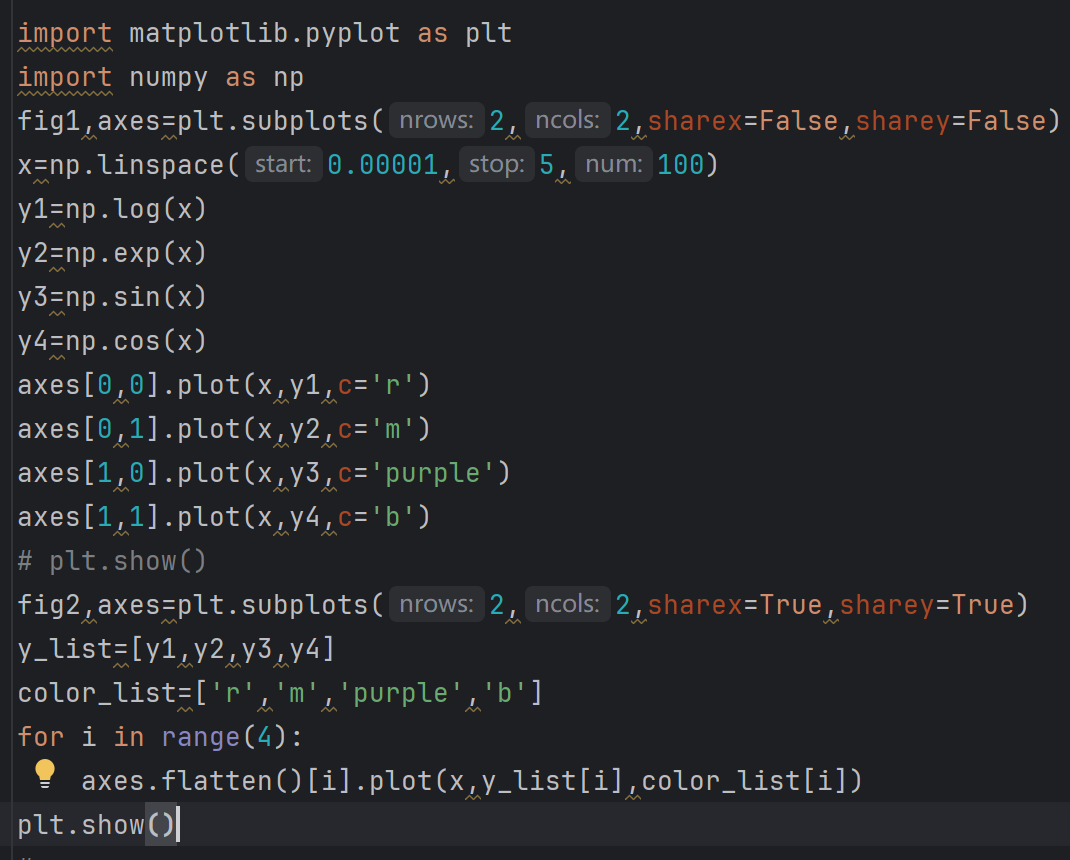 import matplotlib.pyplot as plt
import numpy as np
fig1,axes=plt.subplots( nrows: 2, ncols: 2,sharex=False,sharey=False)
x=np.linspace( start: 0.00001, stop: 5, num: 100)
y1=np.log(x)
y2=np.exp(x)
y3=np.sin(x)
y4=np.cos(x)
axes[0,0].plot(x,y1,c='r')
axes[0,1].plot(x,y2,c='m')
axes[1,0].plot(x,y3,c='purple')
axes[1,1].plot(x,y4,c='b')
# plt.show()
fig2,axes=plt.subplots( nrows: 2, ncols: 2,sharex=True,sharey=True)
y_list=[y1,y2,y3,y4]
color_list=['r','m','purple','b']
for i in range(4):
    axes.flatten()[i].plot(x,y_list[i],color_list[i])
plt.show()